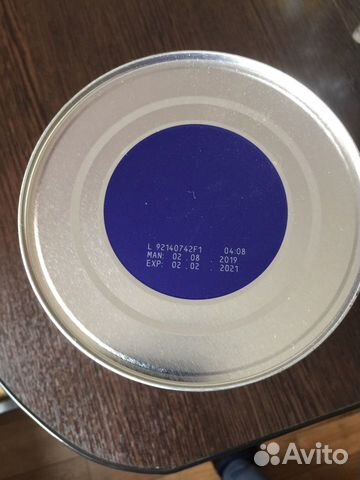 L 92140742F1 04:08
MAN: 02 . 08 . 2019
EXP: 02 . 02 . 2021
Avito